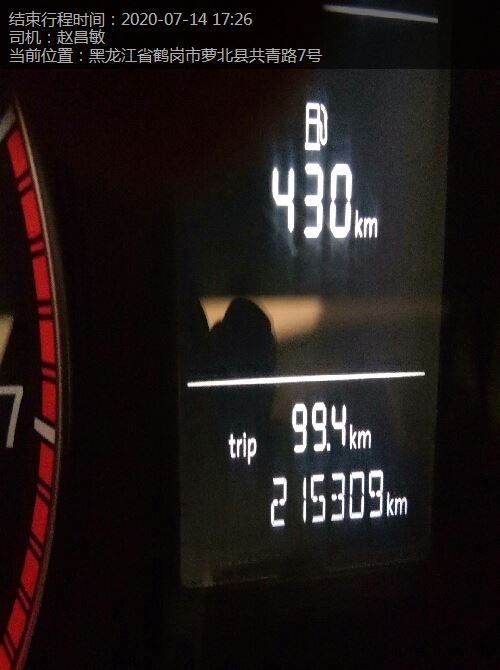 结束行程时间：2020-07-14 17:26
司机：赵昌敏
当前位置：黑龙江省鹤岗市萝北县共青路7号
430km
7
trip 99.4km
215309km